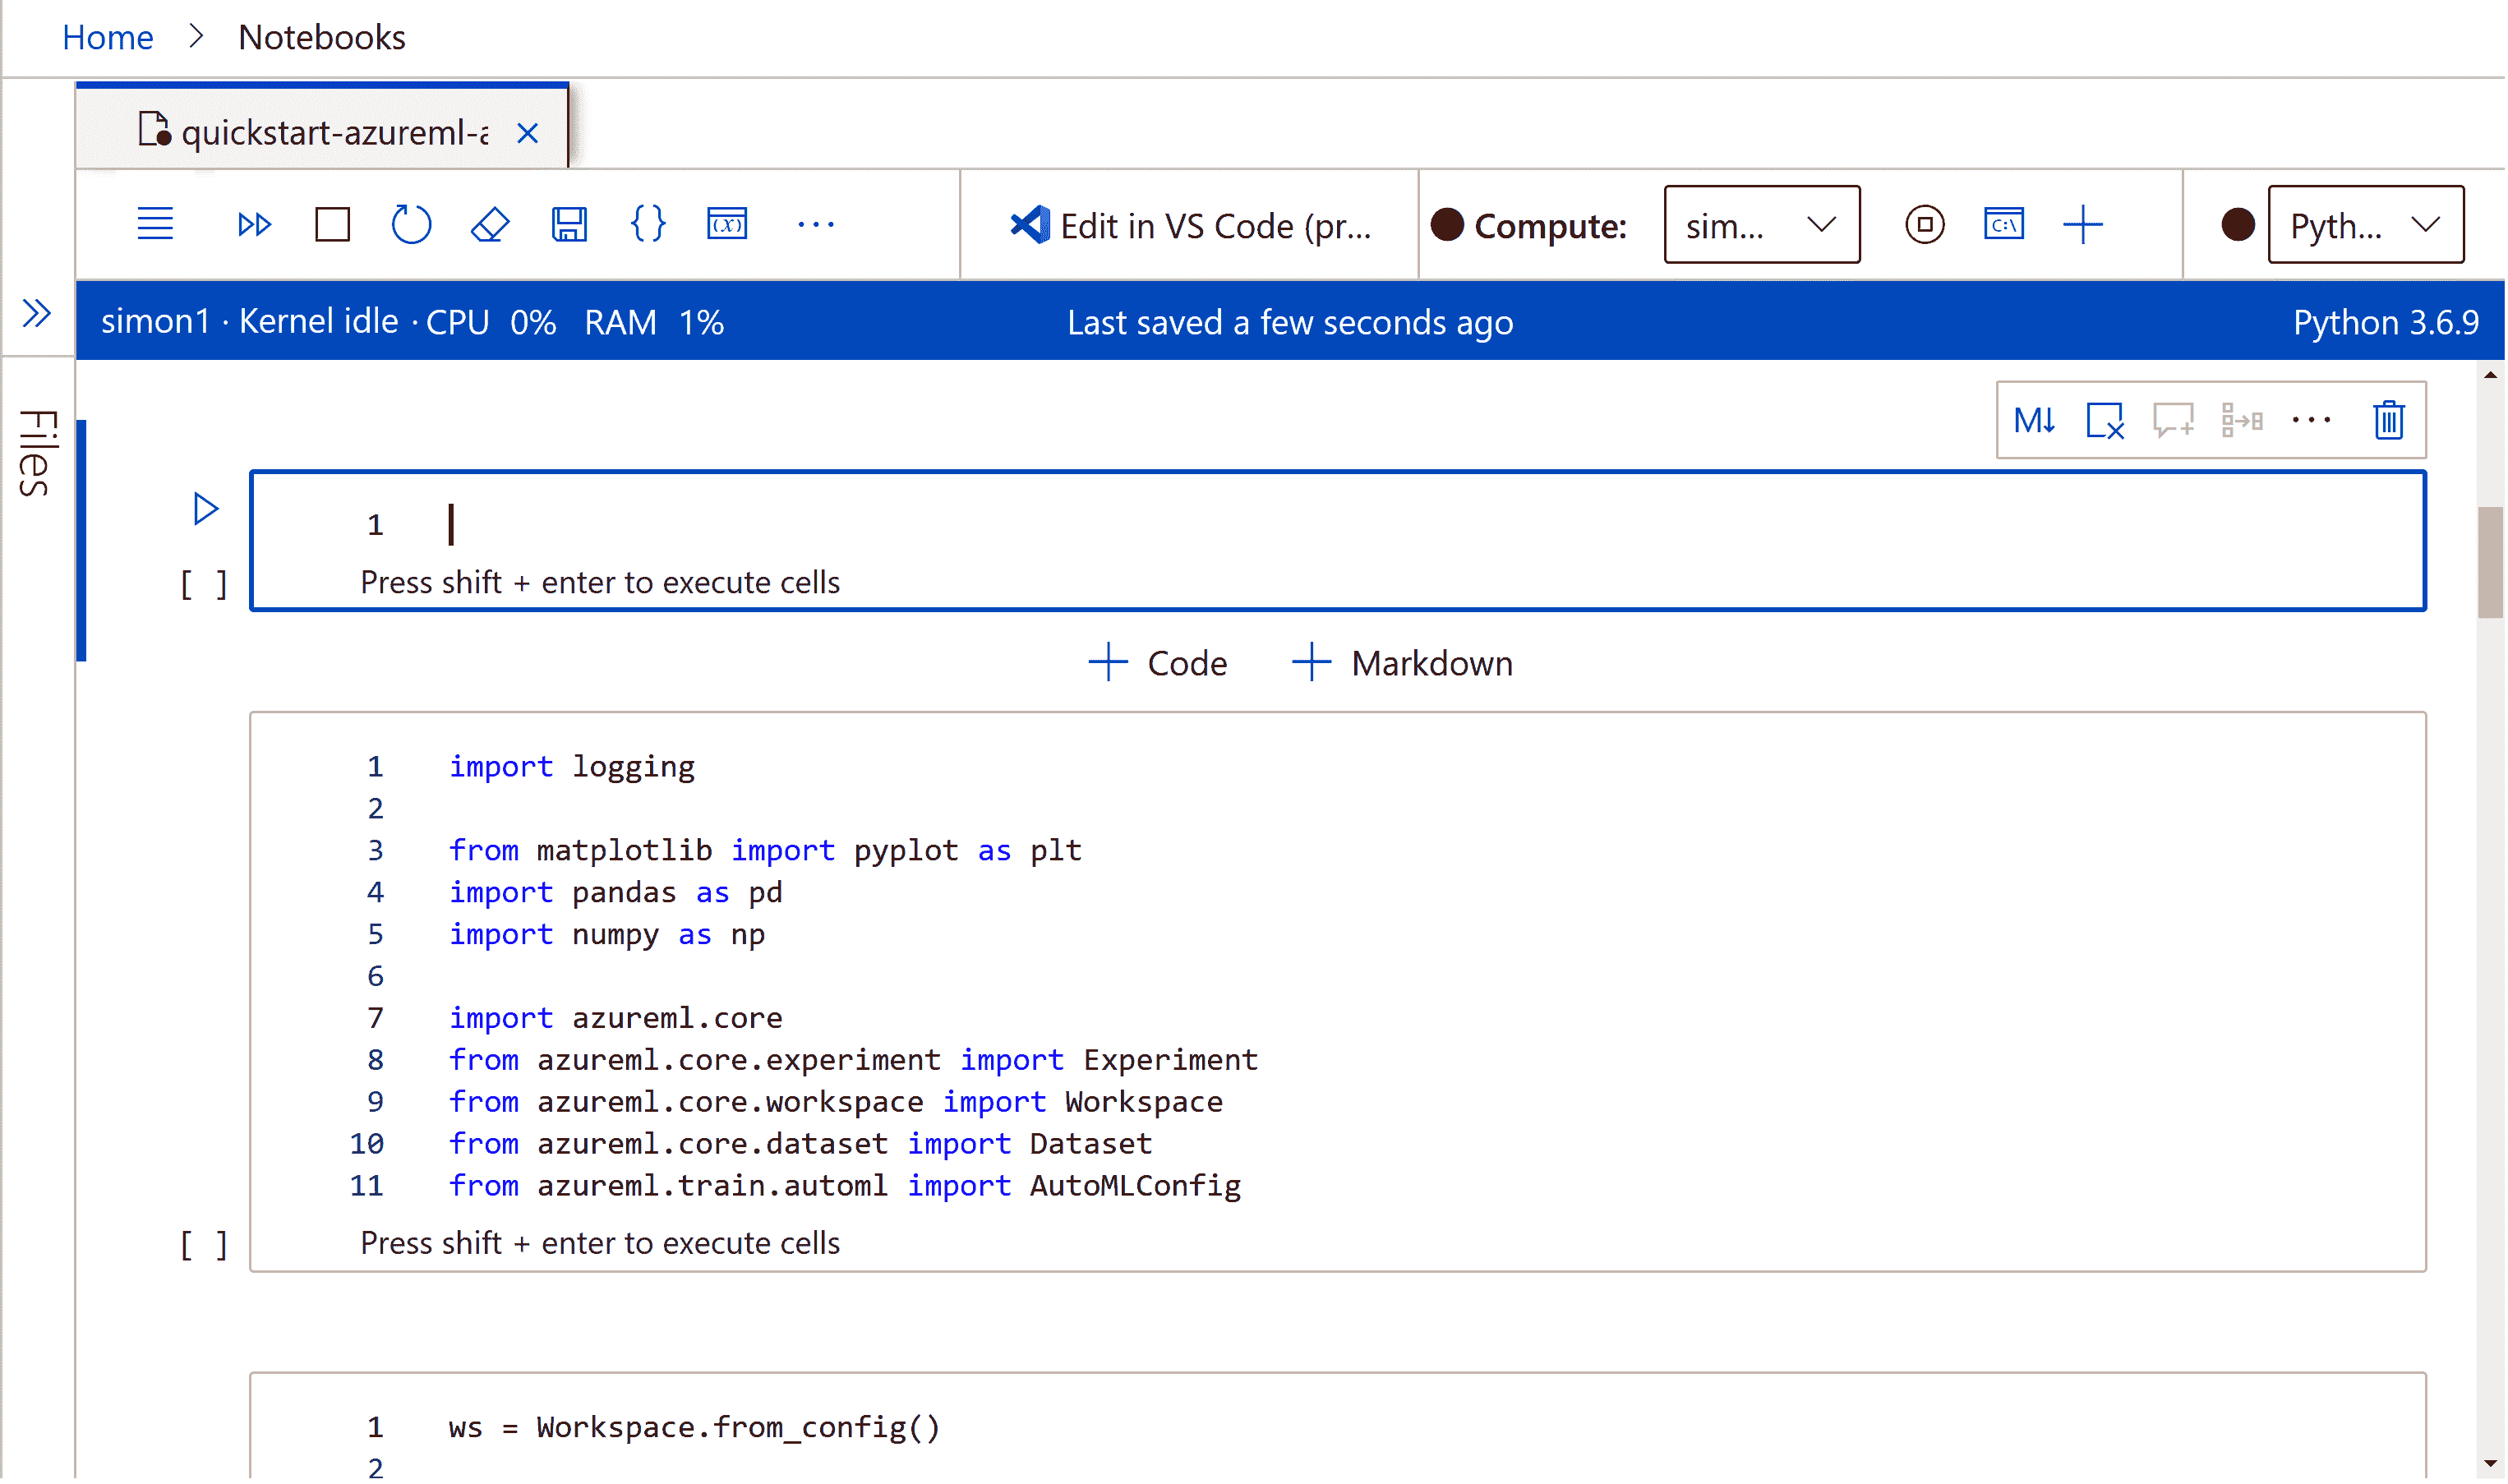 Home > Notebooks
quickstart-azureml-a
Edit in VS Code (pr...
Compute:
sim...
Pyth...
simon1 · Kernel idle · CPU 0% RAM 1%
Last saved a few seconds ago
Python 3.6.9
Files
M↓
1
[ ]
Press shift + enter to execute cells
+ Code
+ Markdown
1 import logging
2
3 from matplotlib import pyplot as plt
4 import pandas as pd
5 import numpy as np
6
7 import azureml.core
8 from azureml.core.experiment import Experiment
9 from azureml.core.workspace import Workspace
10 from azureml.core.dataset import Dataset
11 from azureml.train.automl import AutoMLConfig
[ ]
Press shift + enter to execute cells
1 ws = Workspace.from_config()
2